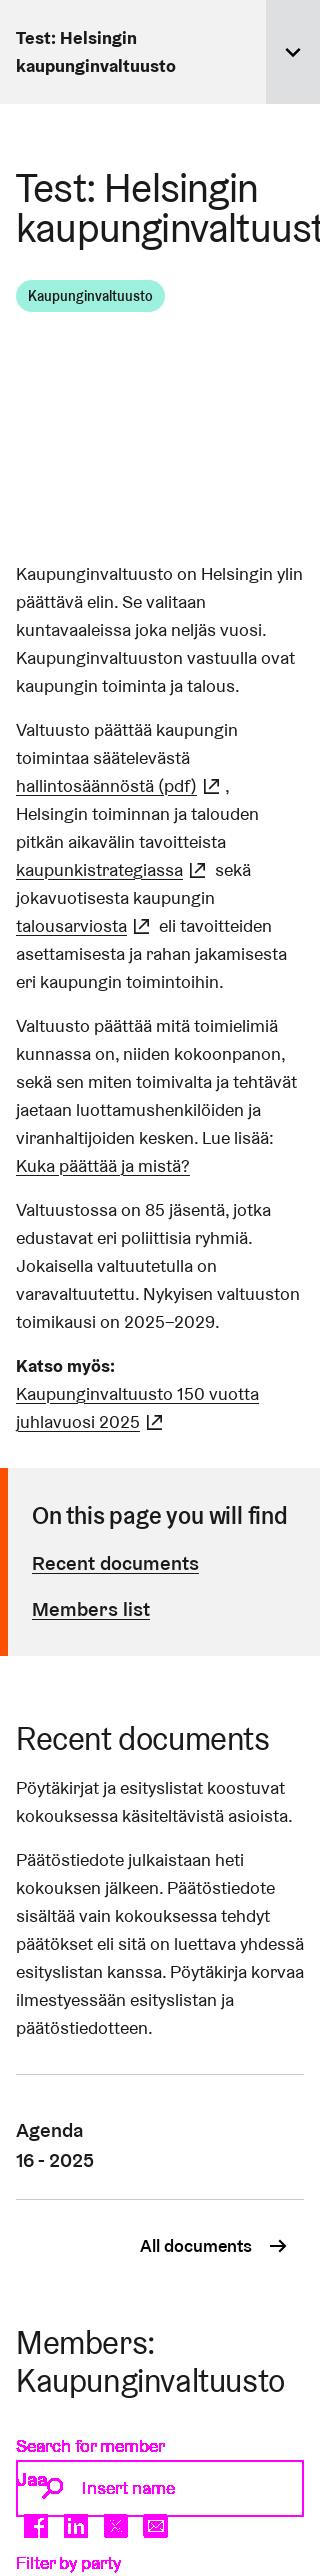 Test: Helsingin
kaupunginvaltuusto
Test: Helsingin
kaupunginvaltuust
Kaupunginvaltuusto
Kaupunginvaltuusto on Helsingin ylin
päättävä elin. Se valitaan
kuntavaaleissa joka neljäs vuosi.
Kaupunginvaltuuston vastuulla ovat
kaupungin toiminta ja talous.
Valtuusto päättää kaupungin
toimintaa säätelevästä
hallintosäännöstä (pdf) ,
Helsingin toiminnan ja talouden
pitkän aikavälin tavoitteista
kaupunkistrategiassa sekä
jokavuotisesta kaupungin
talousarviosta eli tavoitteiden
asettamisesta ja rahan jakamisesta
eri kaupungin toimintoihin.
Valtuusto päättää mitä toimielimiä
kunnassa on, niiden kokoonpanon,
sekä sen miten toimivalta ja tehtävät
jaetaan luottamushenkilöiden ja
viranhaltijoiden kesken. Lue lisää:
Kuka päättää ja mistä?
Valtuustossa on 85 jäsentä, jotka
edustavat eri poliittisia ryhmiä.
Jokaisella valtuutetulla on
varavaltuutettu. Nykyisen valtuuston
toimikausi on 2025–2029.
Katso myös:
Kaupunginvaltuusto 150 vuotta
juhlavuosi 2025
On this page you will find
Recent documents
Members list
Recent documents
Pöytäkirjat ja esityslistat koostuvat
kokouksessa käsiteltävistä asioista.
Päätöstiedote julkaistaan heti
kokouksen jälkeen. Päätöstiedote
sisältää vain kokouksessa tehdyt
päätökset eli sitä on luettava yhdessä
esityslistan kanssa. Pöytäkirja korvaa
ilmestyessään esityslistan ja
päätöstiedotteen.
Agenda
16 - 2025
All documents
Members:
Kaupunginvaltuusto
Search for member
Jaa
Insert name
Filter by party